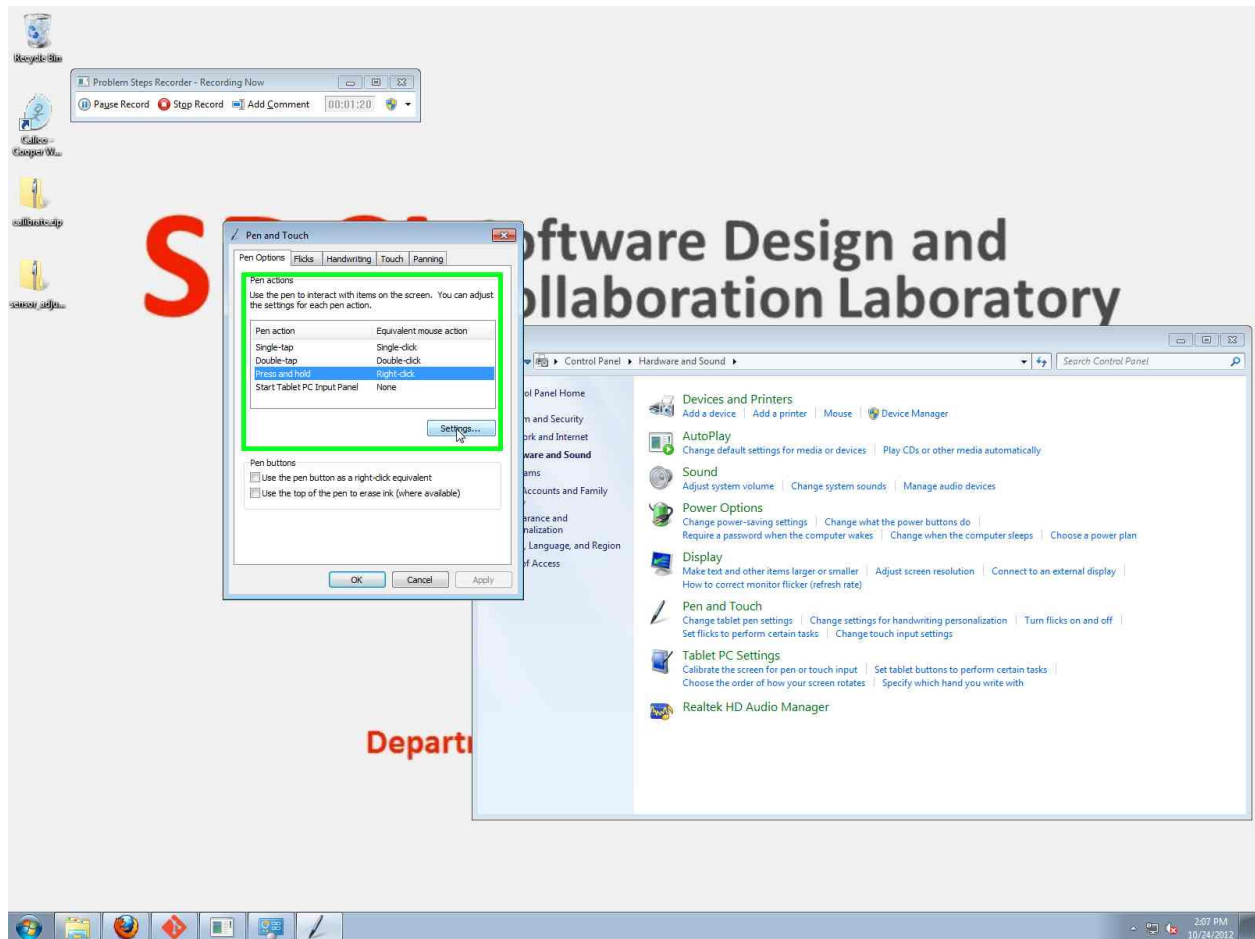 Recycle Bin
Problem Steps Recorder - Recording Now
Pause Record Stop Record Add Comment 00:01:20
Calico -
Cooper W...
calibrate.zip
sensor_adju...
oftware Design and
ollaboration Laboratory
Departm
Pen and Touch
Pen Options Flicks Handwriting Touch Panning
Pen actions
Use the pen to interact with items on the screen. You can adjust
the settings for each pen action.
Pen action Equivalent mouse action
Single-tap Single-click
Double-tap Double-click
Press and hold Right-click
Start Tablet PC Input Panel None
Settings...
Pen buttons
Use the pen button as a right-click equivalent
Use the top of the pen to erase ink (where available)
OK Cancel Apply
Control Panel Hardware and Sound Search Control Panel
ol Panel Home
m and Security
ork and Internet
ware and Sound
ams
Accounts and Family
arance and
nalization
, Language, and Region
of Access
Devices and Printers
Add a device Add a printer Mouse Device Manager
AutoPlay
Change default settings for media or devices Play CDs or other media automatically
Sound
Adjust system volume Change system sounds Manage audio devices
Power Options
Change power-saving settings Change what the power buttons do
Require a password when the computer wakes Change when the computer sleeps Choose a power plan
Display
Make text and other items larger or smaller Adjust screen resolution Connect to an external display
How to correct monitor flicker (refresh rate)
Pen and Touch
Change tablet pen settings Change settings for handwriting personalization Turn flicks on and off
Set flicks to perform certain tasks Change touch input settings
Tablet PC Settings
Calibrate the screen for pen or touch input Set tablet buttons to perform certain tasks
Choose the order of how your screen rotates Specify which hand you write with
Realtek HD Audio Manager
2:07 PM
10/24/2012